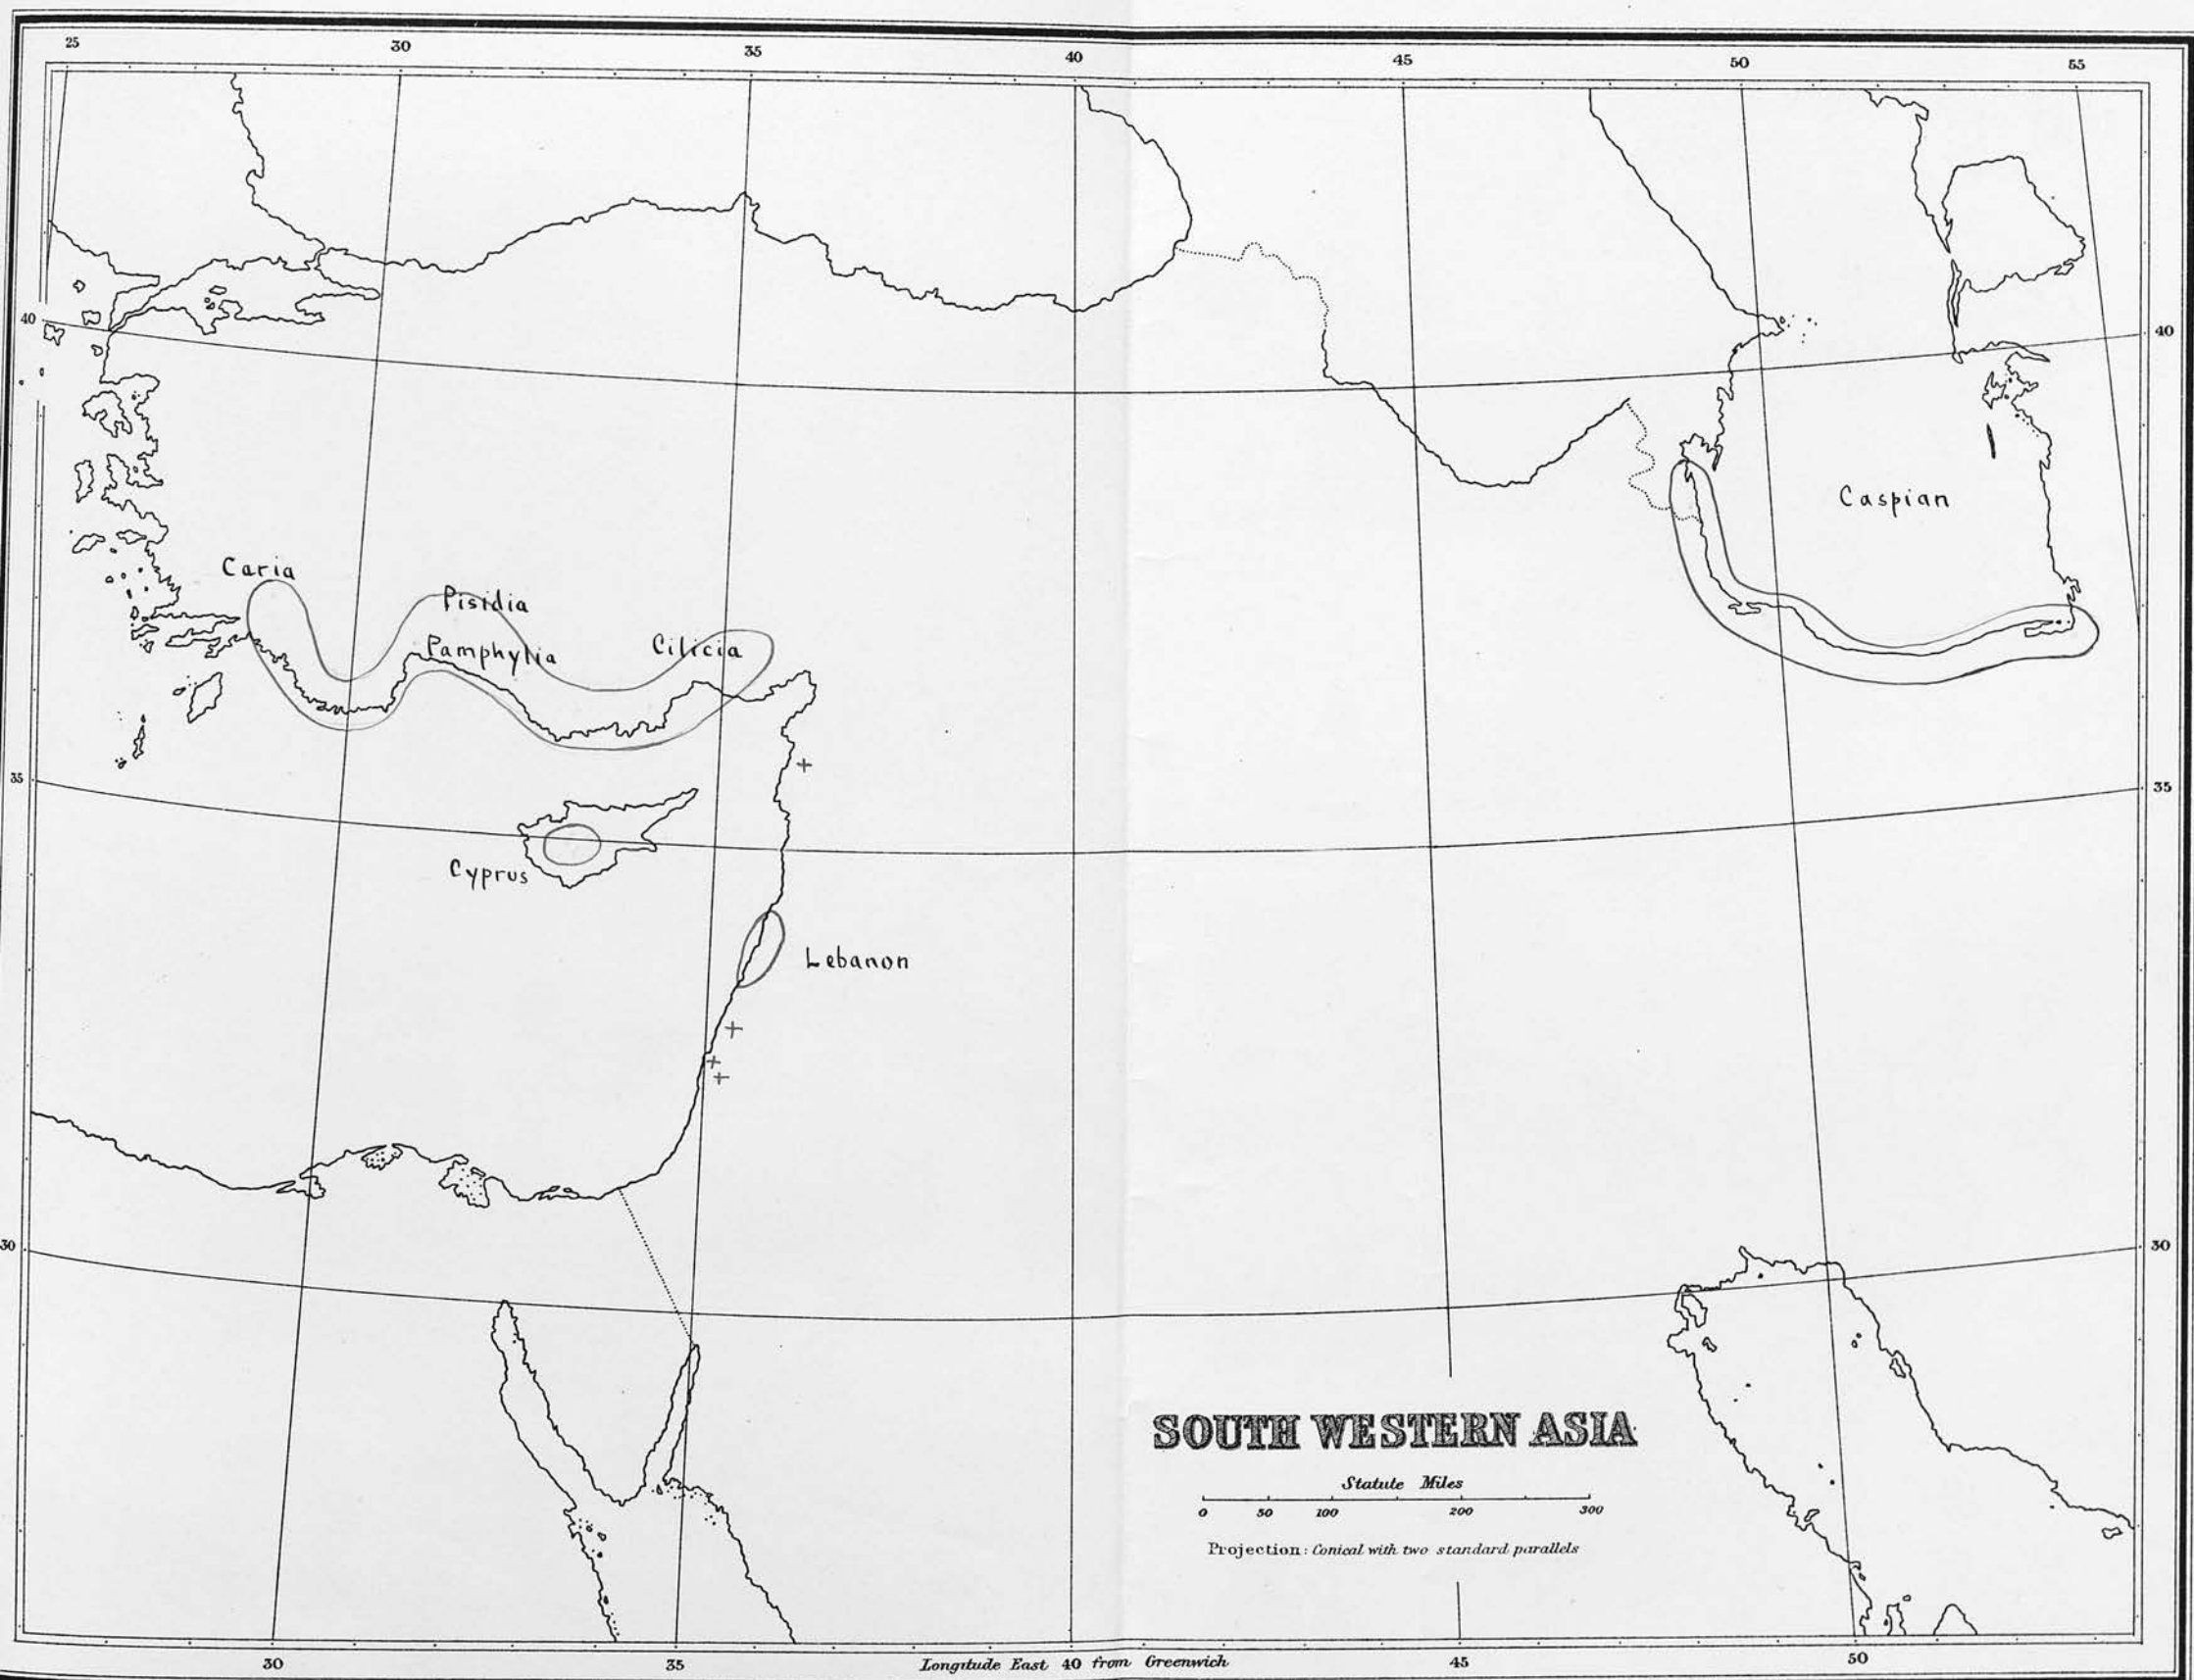 25 30 35 40 45 50 55
40 40
Caspian
Caria
Pisidia
Pamphylia
Cilicia
35 35
Cyprus
Lebanon
30 30
SOUTH WESTERN ASIA
Statute Miles
0 50 100 200 300
Projection: Conical with two standard parallels
30 35 Longitude East 40 from Greenwich 45 50